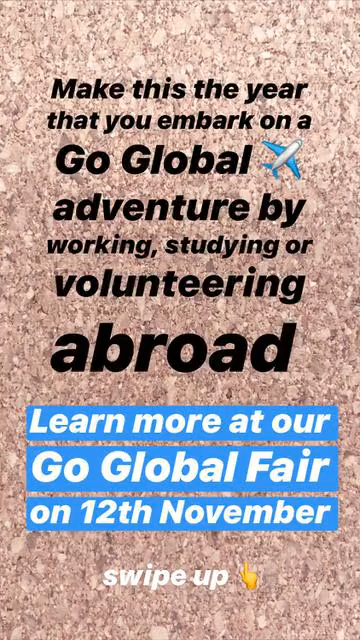 Make this the year
that you embark on a
Go Global ✈️
adventure by
working, studying or
volunteering
abroad
Learn more at our
Go Global Fair
on 12th November
swipe up 👆